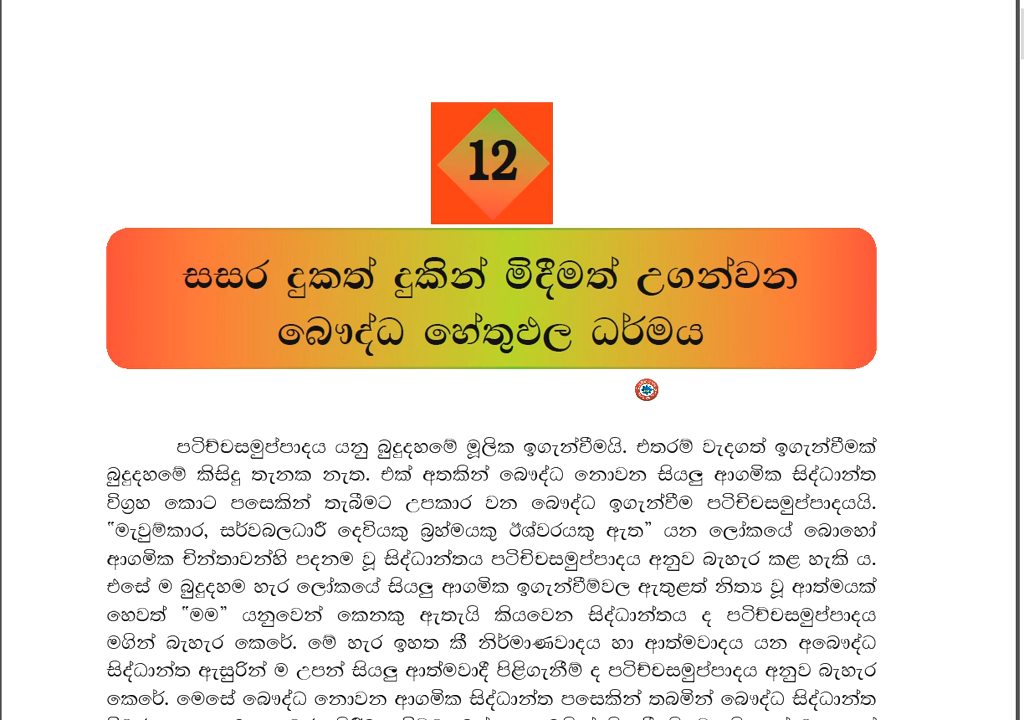 12
සසර දුකත් දුකින් මිදීමත් උගන්වන
බෞද්ධ හේතුඵල ධර්මය
පටිච්චසමුප්පාදය යනු බුදුදහමේ මූලික ඉගැන්වීමයි. එතරම් වැදගත් ඉගැන්වීමක්
බුදුදහමේ කිසිදු තැනක නැත. එක් අතකින් බෞද්ධ නොවන සියලු ආගමික සිද්ධාන්ත
විග්‍රහ කොට පසෙකින් තැබීමට උපකාර වන බෞද්ධ ඉගැන්වීම පටිච්චසමුප්පාදයයි.
“මැවුම්කාර, සර්වබලධාරී දෙවියකු බ්‍රහ්මයකු ඊශ්වරයකු ඇත” යන ලෝකයේ බොහෝ
ආගමික චින්තාවන්හි පදනම වූ සිද්ධාන්තය පටිච්චසමුප්පාදය අනුව බැහැර කළ හැකි ය.
එසේ ම බුදුදහම හැර ලෝකයේ සියලු ආගමික ඉගැන්වීම්වල ඇතුළත් නිත්‍ය වූ ආත්මයක්
හෙවත් “මම” යනුවෙන් කෙනකු ඇතැයි කියවෙන සිද්ධාන්තය ද පටිච්චසමුප්පාදය
මගින් බැහැර කෙරේ. මේ හැර ඉහත කී නිර්මාණවාදය හා ආත්මවාදය යන අබෞද්ධ
සිද්ධාන්ත ඇසුරින් ම උපන් සියලු ආත්මවාදී පිළිගැනීම් ද පටිච්චසමුප්පාදය අනුව බැහැර
කෙරේ. මෙසේ බෞද්ධ නොවන ආගමික සිද්ධාන්ත පසෙකින් තබමින් බෞද්ධ සිද්ධාන්ත